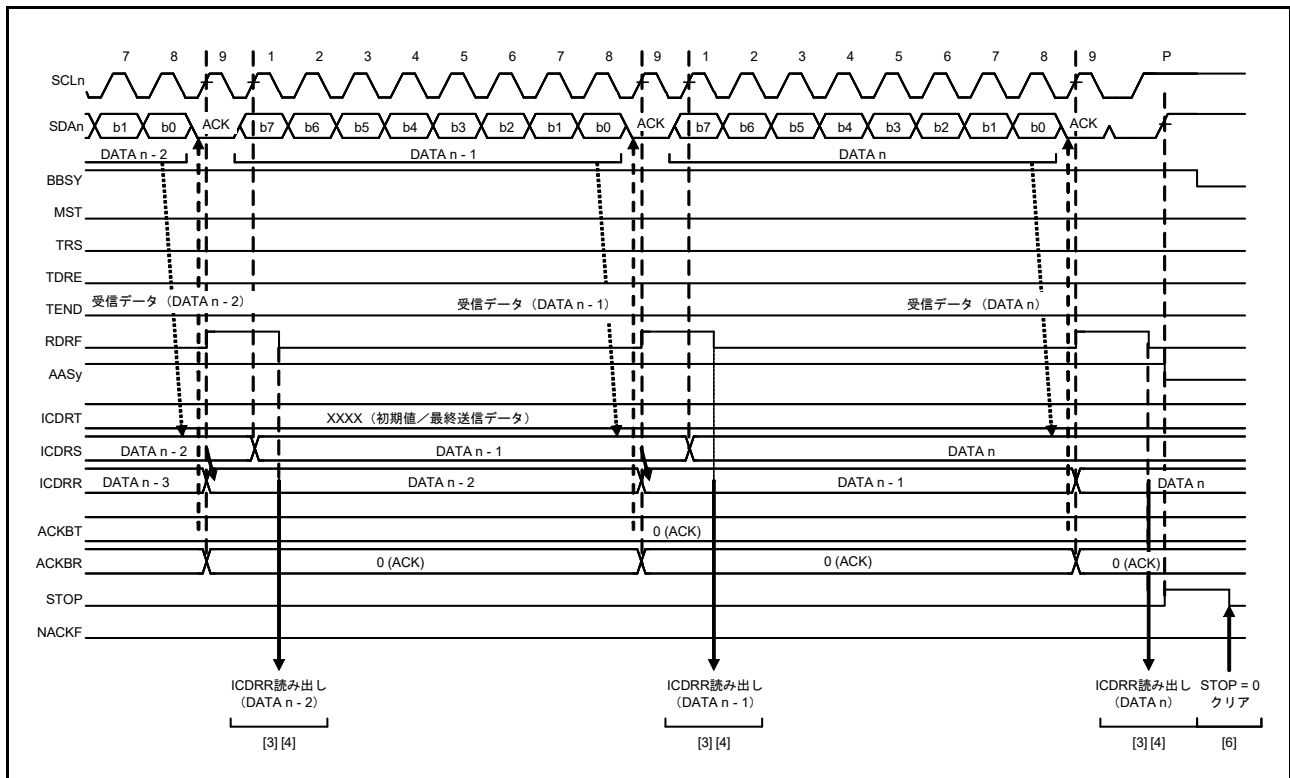 7 8 9 1 2 3 4 5 6 7 8 9 1 2 3 4 5 6 7 8 9 P
SCLn
SDAn b1 b0 ACK b7 b6 b5 b4 b3 b2 b1 b0 ACK b7 b6 b5 b4 b3 b2 b1 b0 ACK
DATA n - 2 DATA n - 1 DATA n
BBSY
MST
TRS
TDRE
受信データ（DATA n - 2） 受信データ（DATA n - 1） 受信データ（DATA n）
TEND
RDRF
AASy
ICDRT XXXX（初期値／最終送信データ）
ICDRS DATA n - 2 DATA n - 1 DATA n
ICDRR DATA n - 3 DATA n - 2 DATA n - 1 DATA n
ACKBT 0 (ACK)
ACKBR 0 (ACK) 0 (ACK) 0 (ACK)
STOP
NACKF
ICDRR読み出し ICDRR読み出し ICDRR読み出し STOP = 0
（DATA n - 2） （DATA n - 1） （DATA n） クリア
[3] [4] [3] [4] [3] [4] [6]